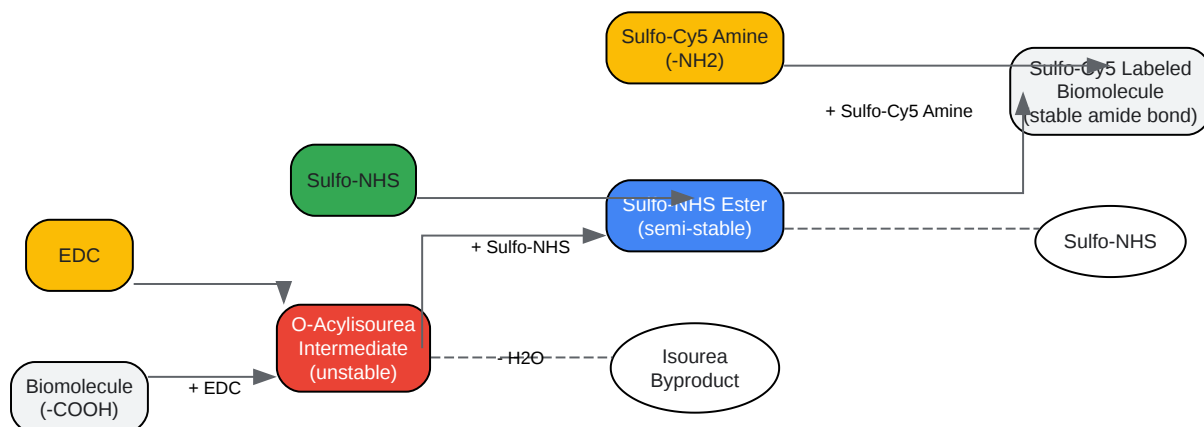 Sulfo-Cy5 Amine
(-NH2)
Sulfo-Cy5 Labeled
Biomolecule
(stable amide bond)
+ Sulfo-Cy5 Amine
Sulfo-NHS
Sulfo-NHS Ester
(semi-stable)
+ Sulfo-NHS
Sulfo-NHS
EDC
O-Acylisourea
Intermediate
(unstable)
- H2O
Isourea
Byproduct
Biomolecule
(-COOH)
+ EDC